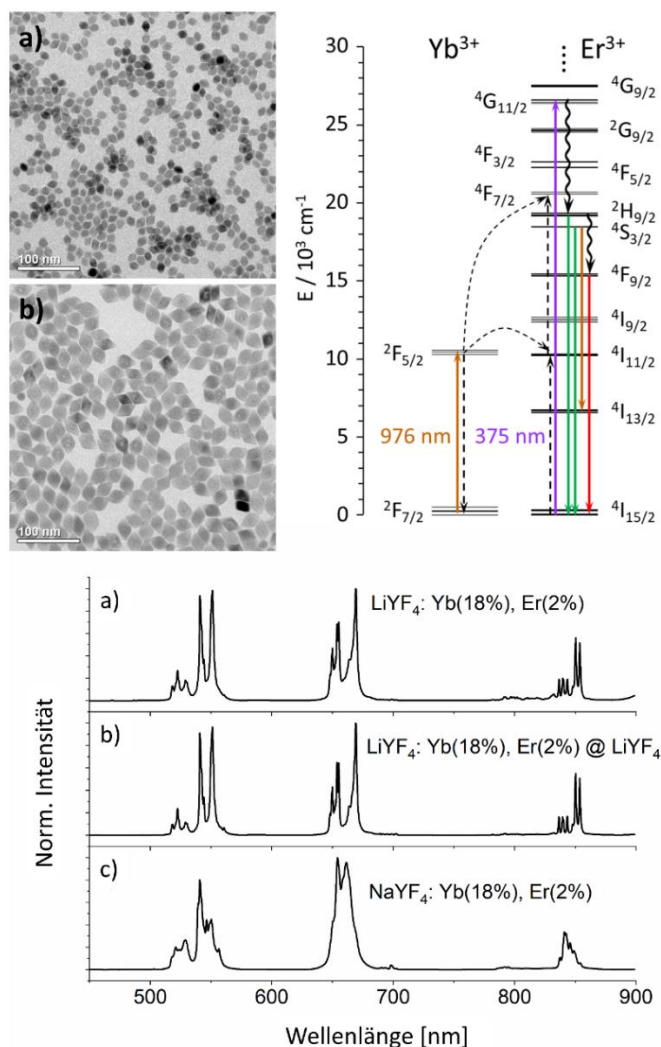 a)
100 nm
b)
100 nm
Yb³⁺
Er³⁺
E / 10³ cm⁻¹
30
25
20
15
10
5
0
²F₅/₂
²F₇/₂
976 nm
375 nm
⁴G₉/₂
⁴G₁₁/₂
²G₉/₂
⁴F₃/₂
⁴F₅/₂
⁴F₇/₂
²H₉/₂
⁴S₃/₂
⁴F₉/₂
⁴I₉/₂
⁴I₁₁/₂
⁴I₁₃/₂
⁴I₁₅/₂
Norm. Intensität
a)
LiYF₄: Yb(18%), Er(2%)
b)
LiYF₄: Yb(18%), Er(2%) @ LiYF₄
c)
NaYF₄: Yb(18%), Er(2%)
500 600 700 800 900
Wellenlänge [nm]